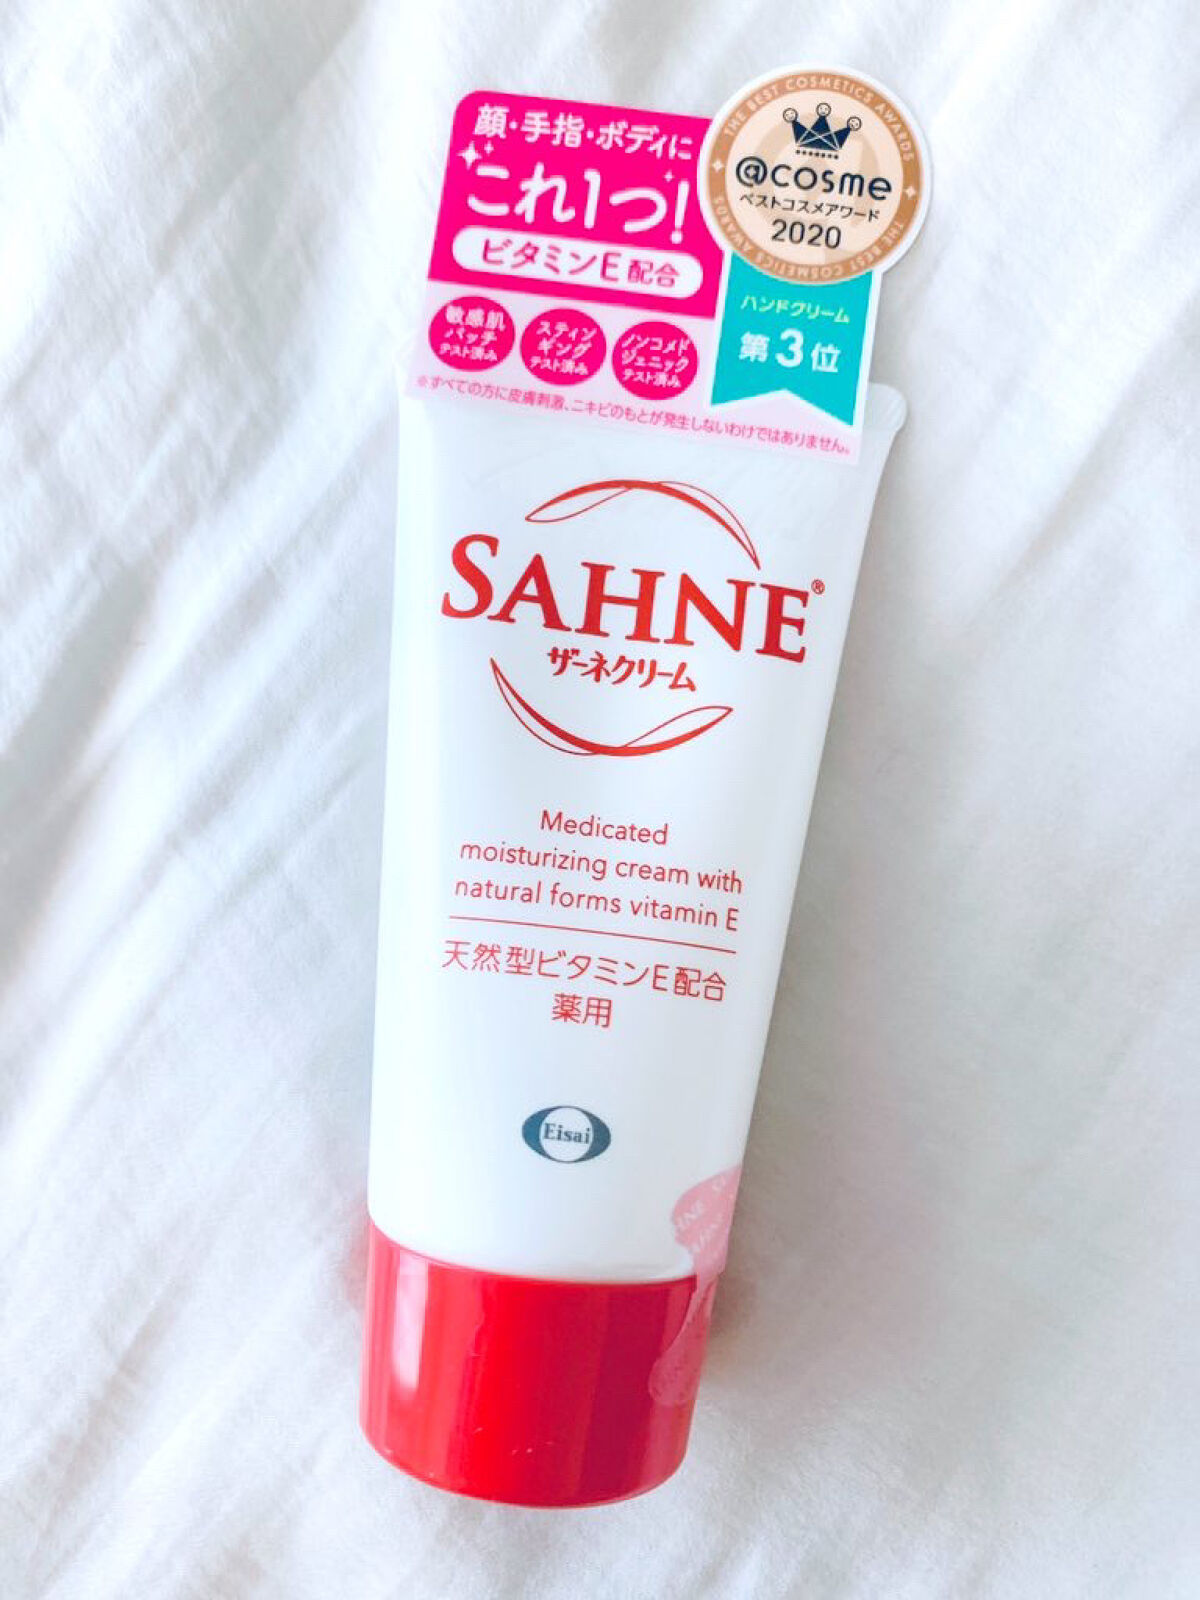 顔・手指・ボディに
これ1つ!
ビタミンE配合
敏感肌
パッチ
テスト済み
スティン
ギング
テスト済み
ノンコメド
ジェニック
テスト済み
※すべての方に皮膚刺激、ニキビのもとが発生しないわけではありません。
THE BEST COSMETICS AWARDS
@cosme
ベストコスメアワード
2020
THE BEST COSMETICS AWARDS
ハンドクリーム
第3位
SAHNE®
ザーネクリーム
Medicated
moisturizing cream with
natural forms vitamin E
天然型ビタミンE配合
薬用
Eisai